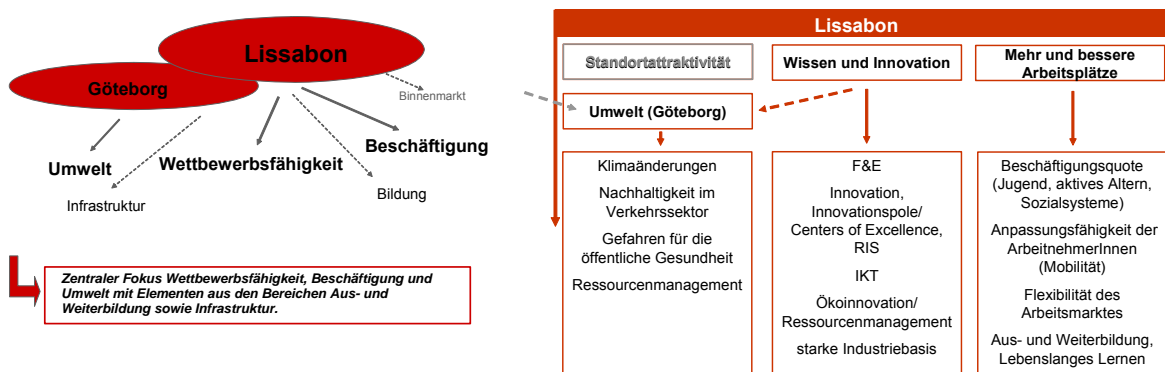 Lissabon
Göteborg
Binnenmarkt
Beschäftigung
Wettbewerbsfähigkeit
Umwelt
Bildung
Infrastruktur
Zentraler Fokus Wettbewerbsfähigkeit, Beschäftigung und
Umwelt mit Elementen aus den Bereichen Aus- und
Weiterbildung sowie Infrastruktur.
Lissabon
Standortattraktivität
Umwelt (Göteborg)
Klimaänderungen
Nachhaltigkeit im
Verkehrssektor
Gefahren für die
öffentliche Gesundheit
Ressourcenmanagement
Wissen und Innovation
F&E
Innovation,
Innovationspole/
Centers of Excellence,
RIS
IKT
Ökoinnovation/
Ressourcenmanagement
starke Industriebasis
Mehr und bessere
Arbeitsplätze
Beschäftigungsquote
(Jugend, aktives Altern,
Sozialsysteme)
Anpassungsfähigkeit der
ArbeitnehmerInnen
(Mobilität)
Flexibilität des
Arbeitsmarktes
Aus- und Weiterbildung,
Lebenslanges Lernen